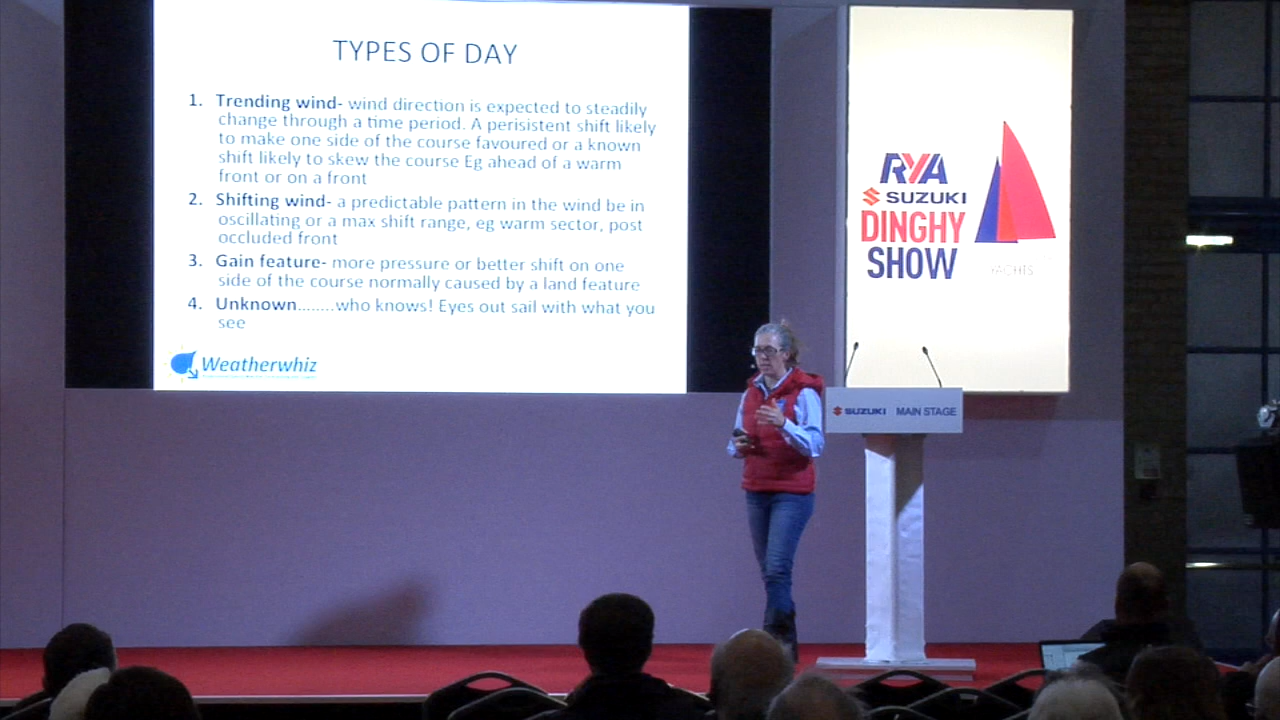 TYPES OF DAY
1. Trending wind- wind direction is expected to steadily
change through a time period. A perisistent shift likely
to make one side of the course favoured or a known
shift likely to skew the course Eg ahead of a warm
front or on a front
2. Shifting wind- a predictable pattern in the wind be in
oscillating or a max shift range, eg warm sector, post
occluded front
3. Gain feature- more pressure or better shift on one
side of the course normally caused by a land feature
4. Unknown........who knows! Eyes out sail with what you
see
Weatherwhiz
RYA
SUZUKI
DINGHY
SHOW
YACHTS
SUZUKI MAIN STAGE